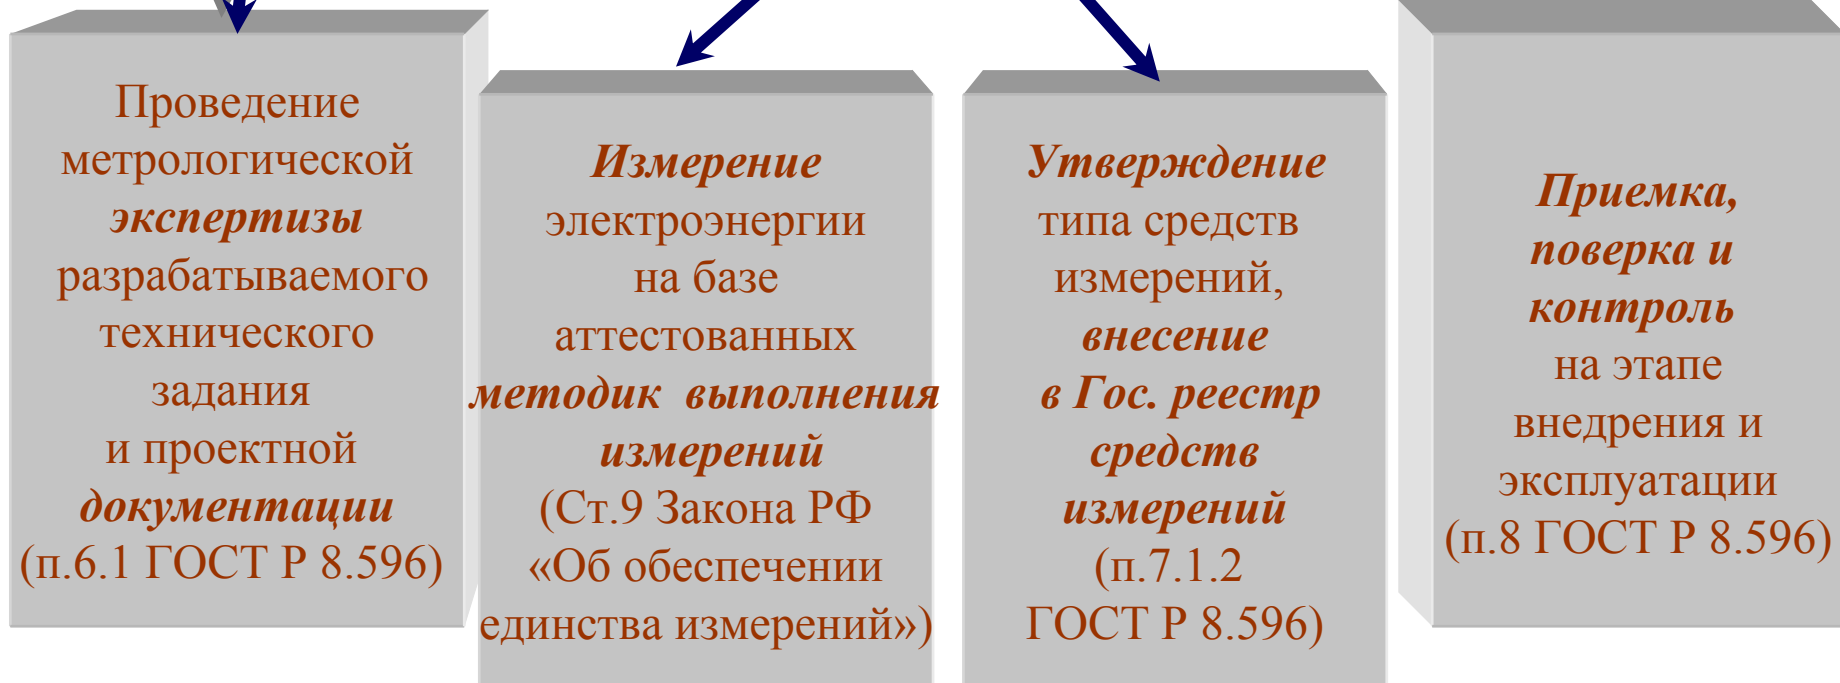 Проведение
метрологической
экспертизы
разрабатываемого
технического
задания
и проектной
документации
(п.6.1 ГОСТ Р 8.596)
Измерение
электроэнергии
на базе
аттестованных
методик выполнения
измерений
(Ст.9 Закона РФ
«Об обеспечении
единства измерений»)
Утверждение
типа средств
измерений,
внесение
в Гос. реестр
средств
измерений
(п.7.1.2
ГОСТ Р 8.596)
Приемка,
поверка и
контроль
на этапе
внедрения и
эксплуатации
(п.8 ГОСТ Р 8.596)